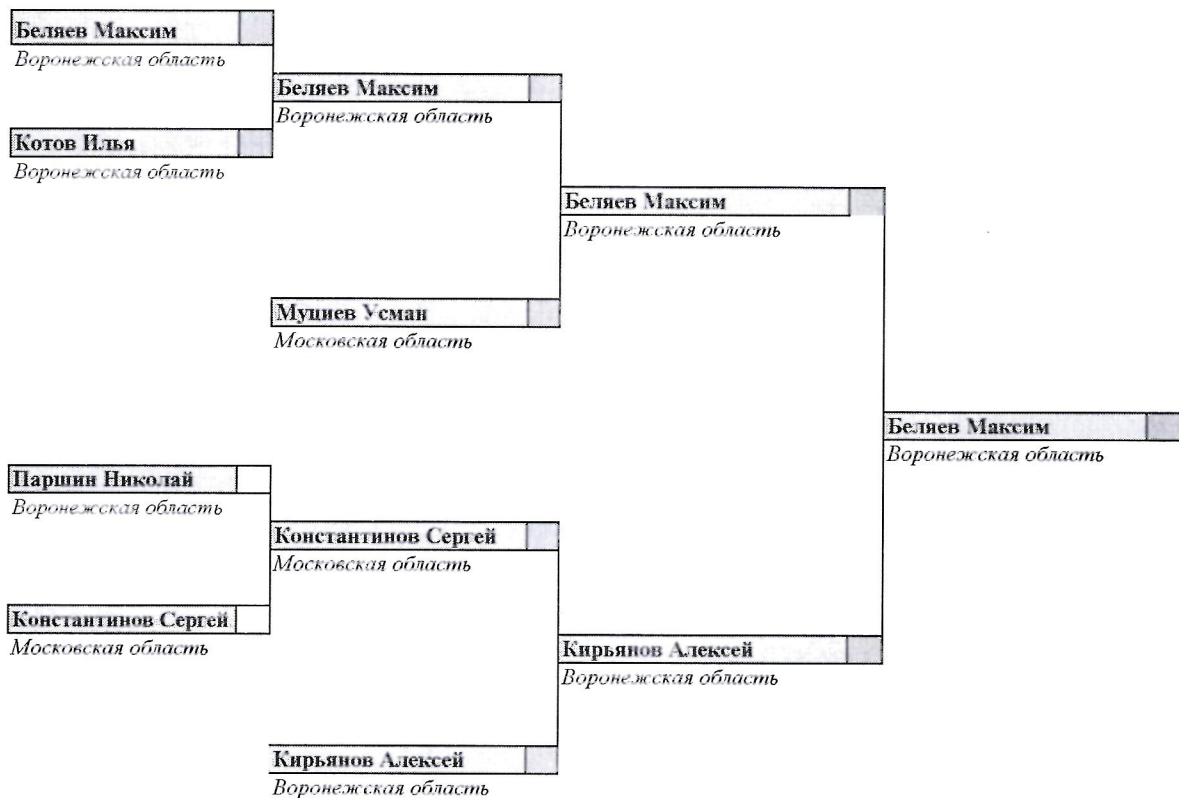 Беляев Максим
Воронежская область
Беляев Максим
Воронежская область
Котов Илья
Воронежская область
Беляев Максим
Воронежская область
Муциев Усман
Московская область
Беляев Максим
Воронежская область
Паршин Николай
Воронежская область
Константинов Сергей
Московская область
Константинов Сергей
Московская область
Кирьянов Алексей
Воронежская область
Кирьянов Алексей
Воронежская область